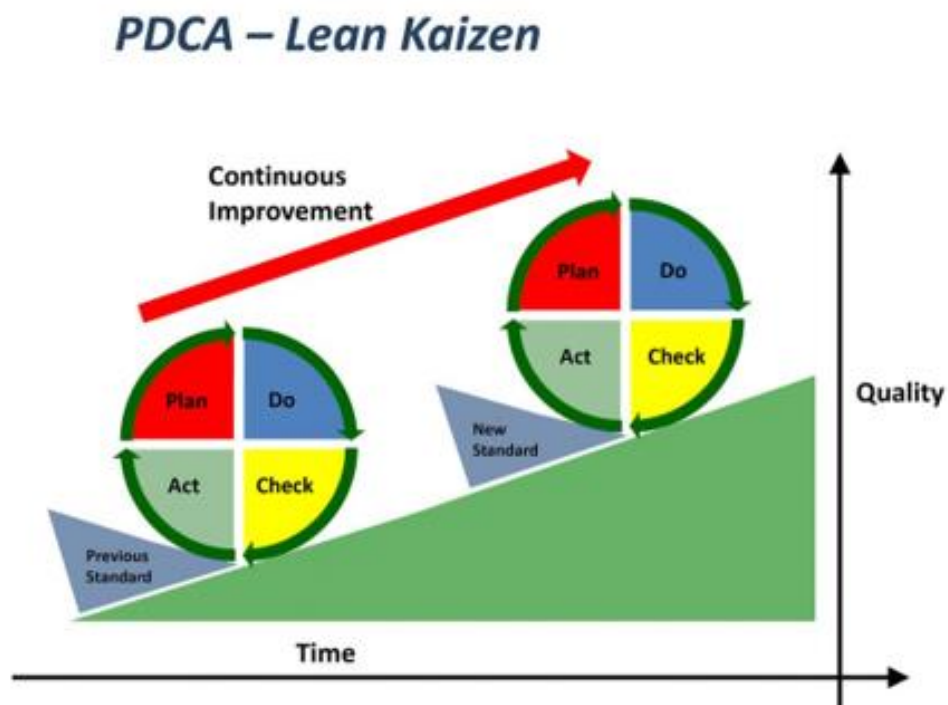 PDCA – Lean Kaizen
Continuous
Improvement
Plan
Do
Act
Check
Quality
New
Standard
Plan
Do
Act
Check
Previous
Standard
Time